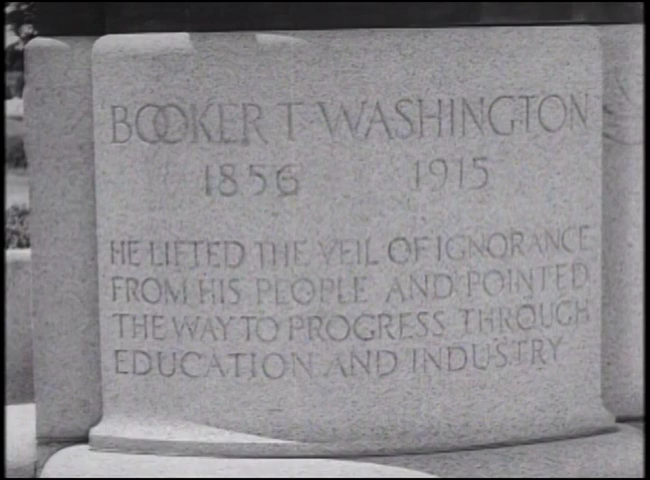 BOOKER T WASHINGTON
1856 1915
HE LIFTED THE VEIL OF IGNORANCE
FROM HIS PEOPLE AND POINTED
THE WAY TO PROGRESS THROUGH
EDUCATION AND INDUSTRY